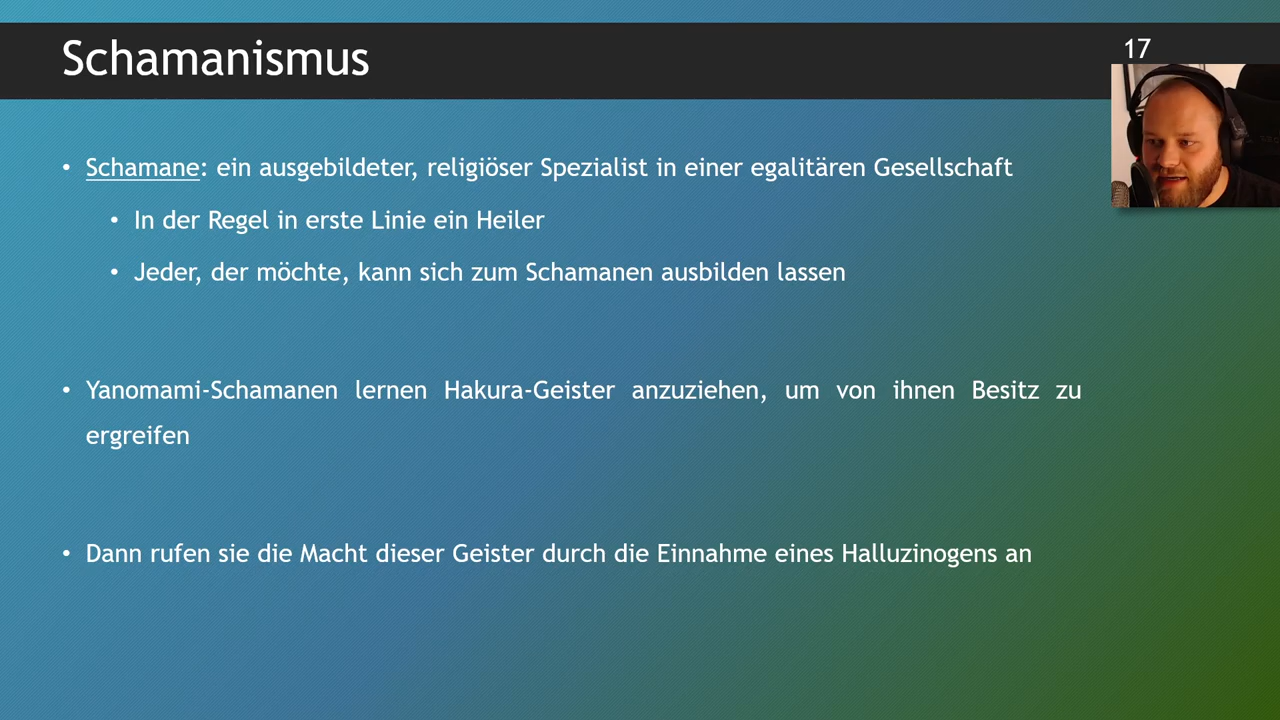 Schamanismus
17
• Schamane: ein ausgebildeter, religiöser Spezialist in einer egalitären Gesellschaft
• In der Regel in erste Linie ein Heiler
• Jeder, der möchte, kann sich zum Schamanen ausbilden lassen
• Yanomami-Schamanen lernen Hakura-Geister anzuziehen, um von ihnen Besitz zu
ergreifen
• Dann rufen sie die Macht dieser Geister durch die Einnahme eines Halluzinogens an